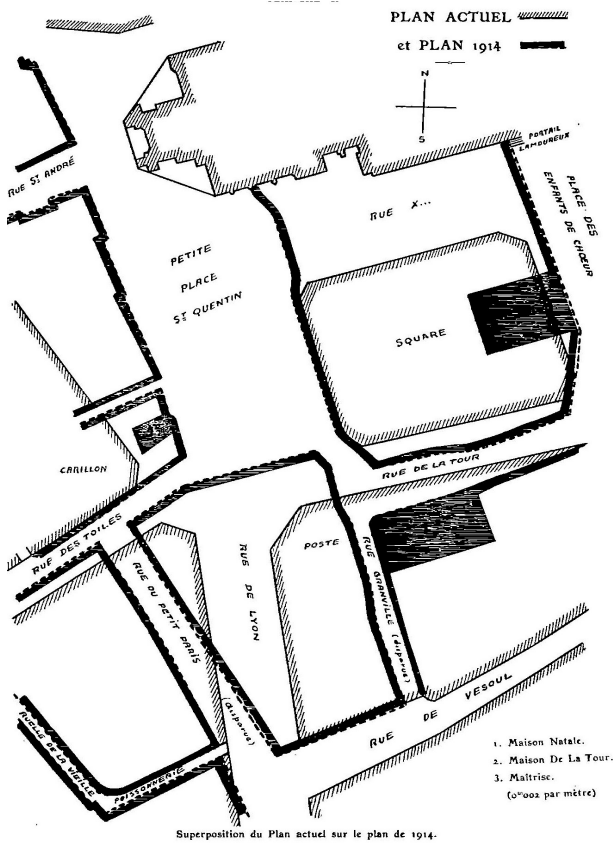 PLAN ACTUEL
et PLAN 1914
N
S
PORTAIL
LAMOUREUX
RUE St ANDRÉ
RUE X...
PLACE DES
ENFANTS DE CHŒUR
PETITE
PLACE
St QUENTIN
SQUARE
CARILLON
RUE DE LA TOUR
RUE DES TOILES
POSTE
RUE DE LYON
RUE GRANVILLE (disparue)
RUE DU PETIT PARIS
(disparue)
RUE DE VESOUL
RUELLE DE LA VIEILLE
POISSONNERIE
1. Maison Natale.
2. Maison De La Tour.
3. Maîtrise.
(0m002 par mètre)
Superposition du Plan actuel sur le plan de 1914.